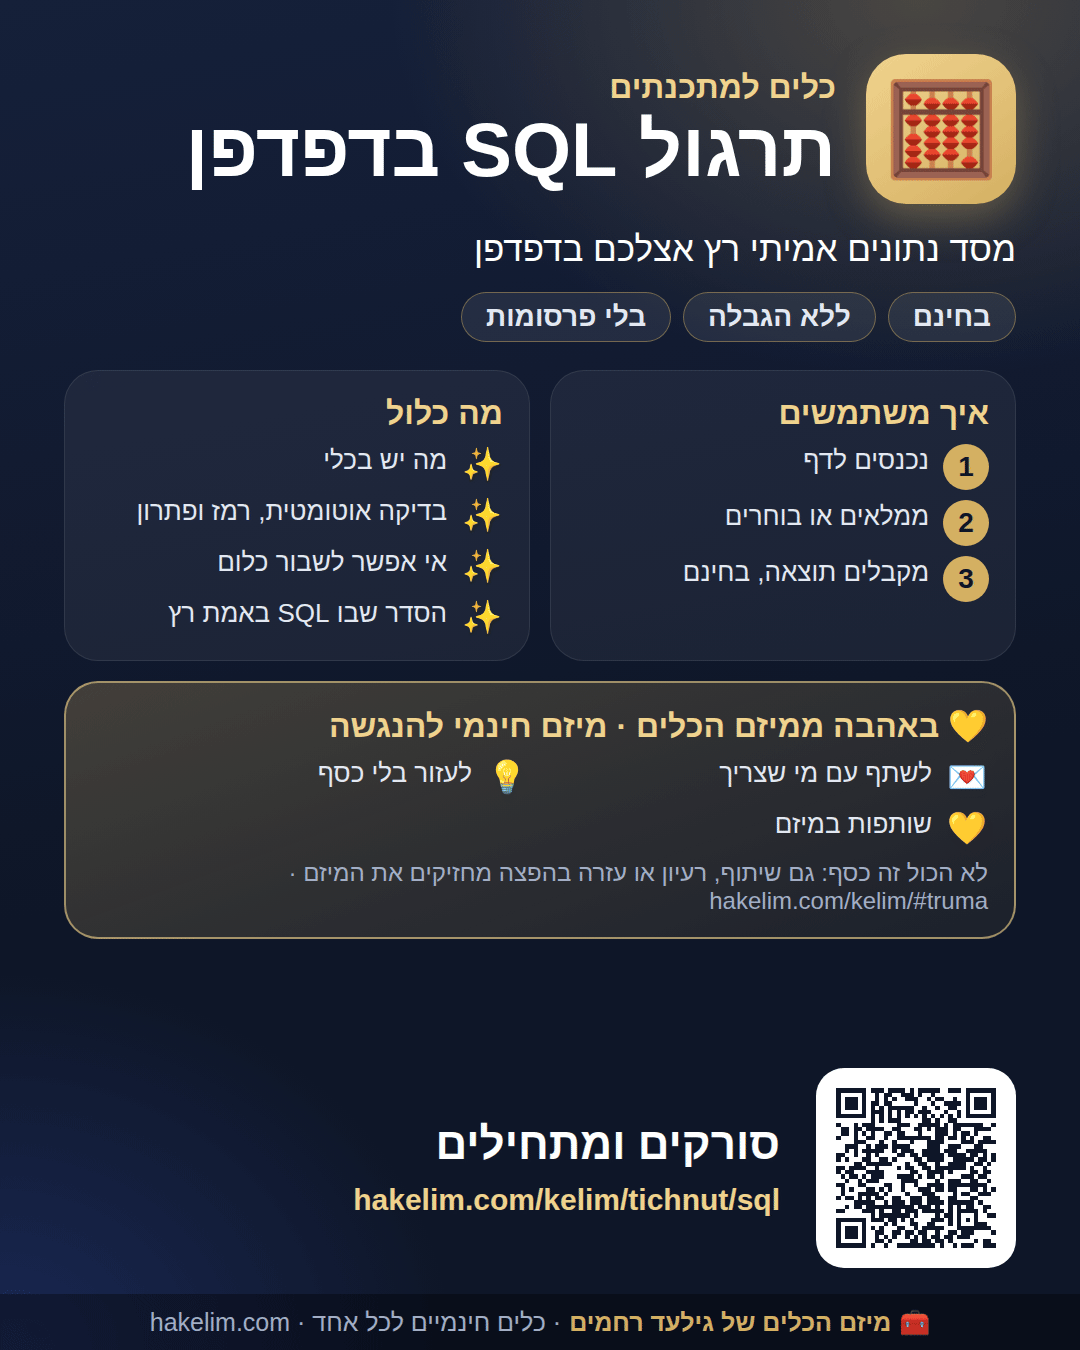 כלים למתכנתים
תרגול SQL בדפדפן
מסד נתונים אמיתי רץ אצלכם בדפדפן
בחינם
ללא הגבלה
בלי פרסומות
איך משתמשים
1 נכנסים לדף
2 ממלאים או בוחרים
3 מקבלים תוצאה, בחינם
מה כלול
מה יש בכלי
בדיקה אוטומטית, רמז ופתרון
אי אפשר לשבור כלום
הסדר שבו SQL באמת רץ
באהבה ממיזם הכלים · מיזם חינמי להנגשה
לשתף עם מי שצריך
לעזור בלי כסף
שותפות במיזם
לא הכול זה כסף: גם שיתוף, רעיון או עזרה בהפצה מחזיקים את המיזם ·
hakelim.com/kelim/#truma
סורקים ומתחילים
hakelim.com/kelim/tichnut/sql
מיזם הכלים של גילעד רחמים · כלים חינמיים לכל אחד · hakelim.com